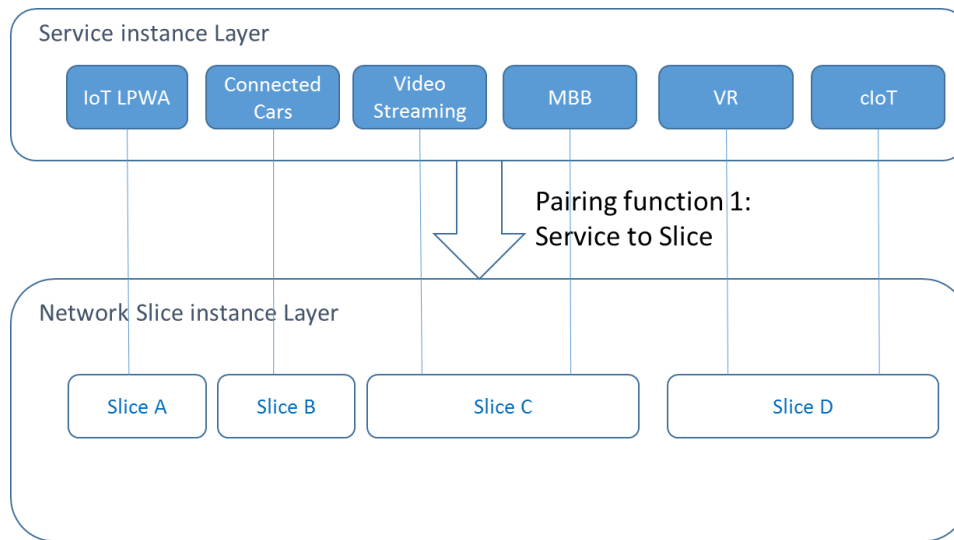 Service instance Layer
IoT LPWA
Connected
Cars
Video
Streaming
MBB
VR
cIoT
Pairing function 1:
Service to Slice
Network Slice instance Layer
Slice A
Slice B
Slice C
Slice D